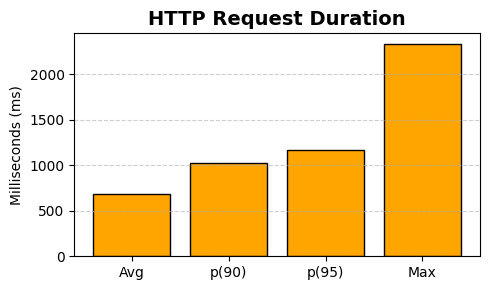 HTTP Request Duration
Milliseconds (ms)
2000
1500
1000
500
0
Avg p(90) p(95) Max